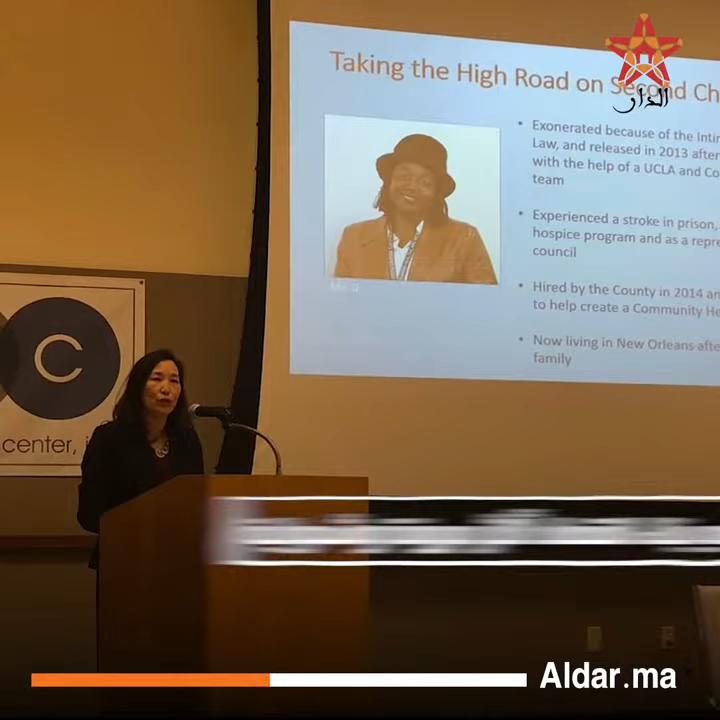 Taking the High Road on Second Ch
الدار
Exonerated because of the Inti
Law, and released in 2013 after
with the help of a UCLA and Co
team
Experienced a stroke in prison,
hospice program and as a repre
council
Hired by the County in 2014 an
to help create a Community He
Now living in New Orleans afte
family
C
center,
Aldar.ma